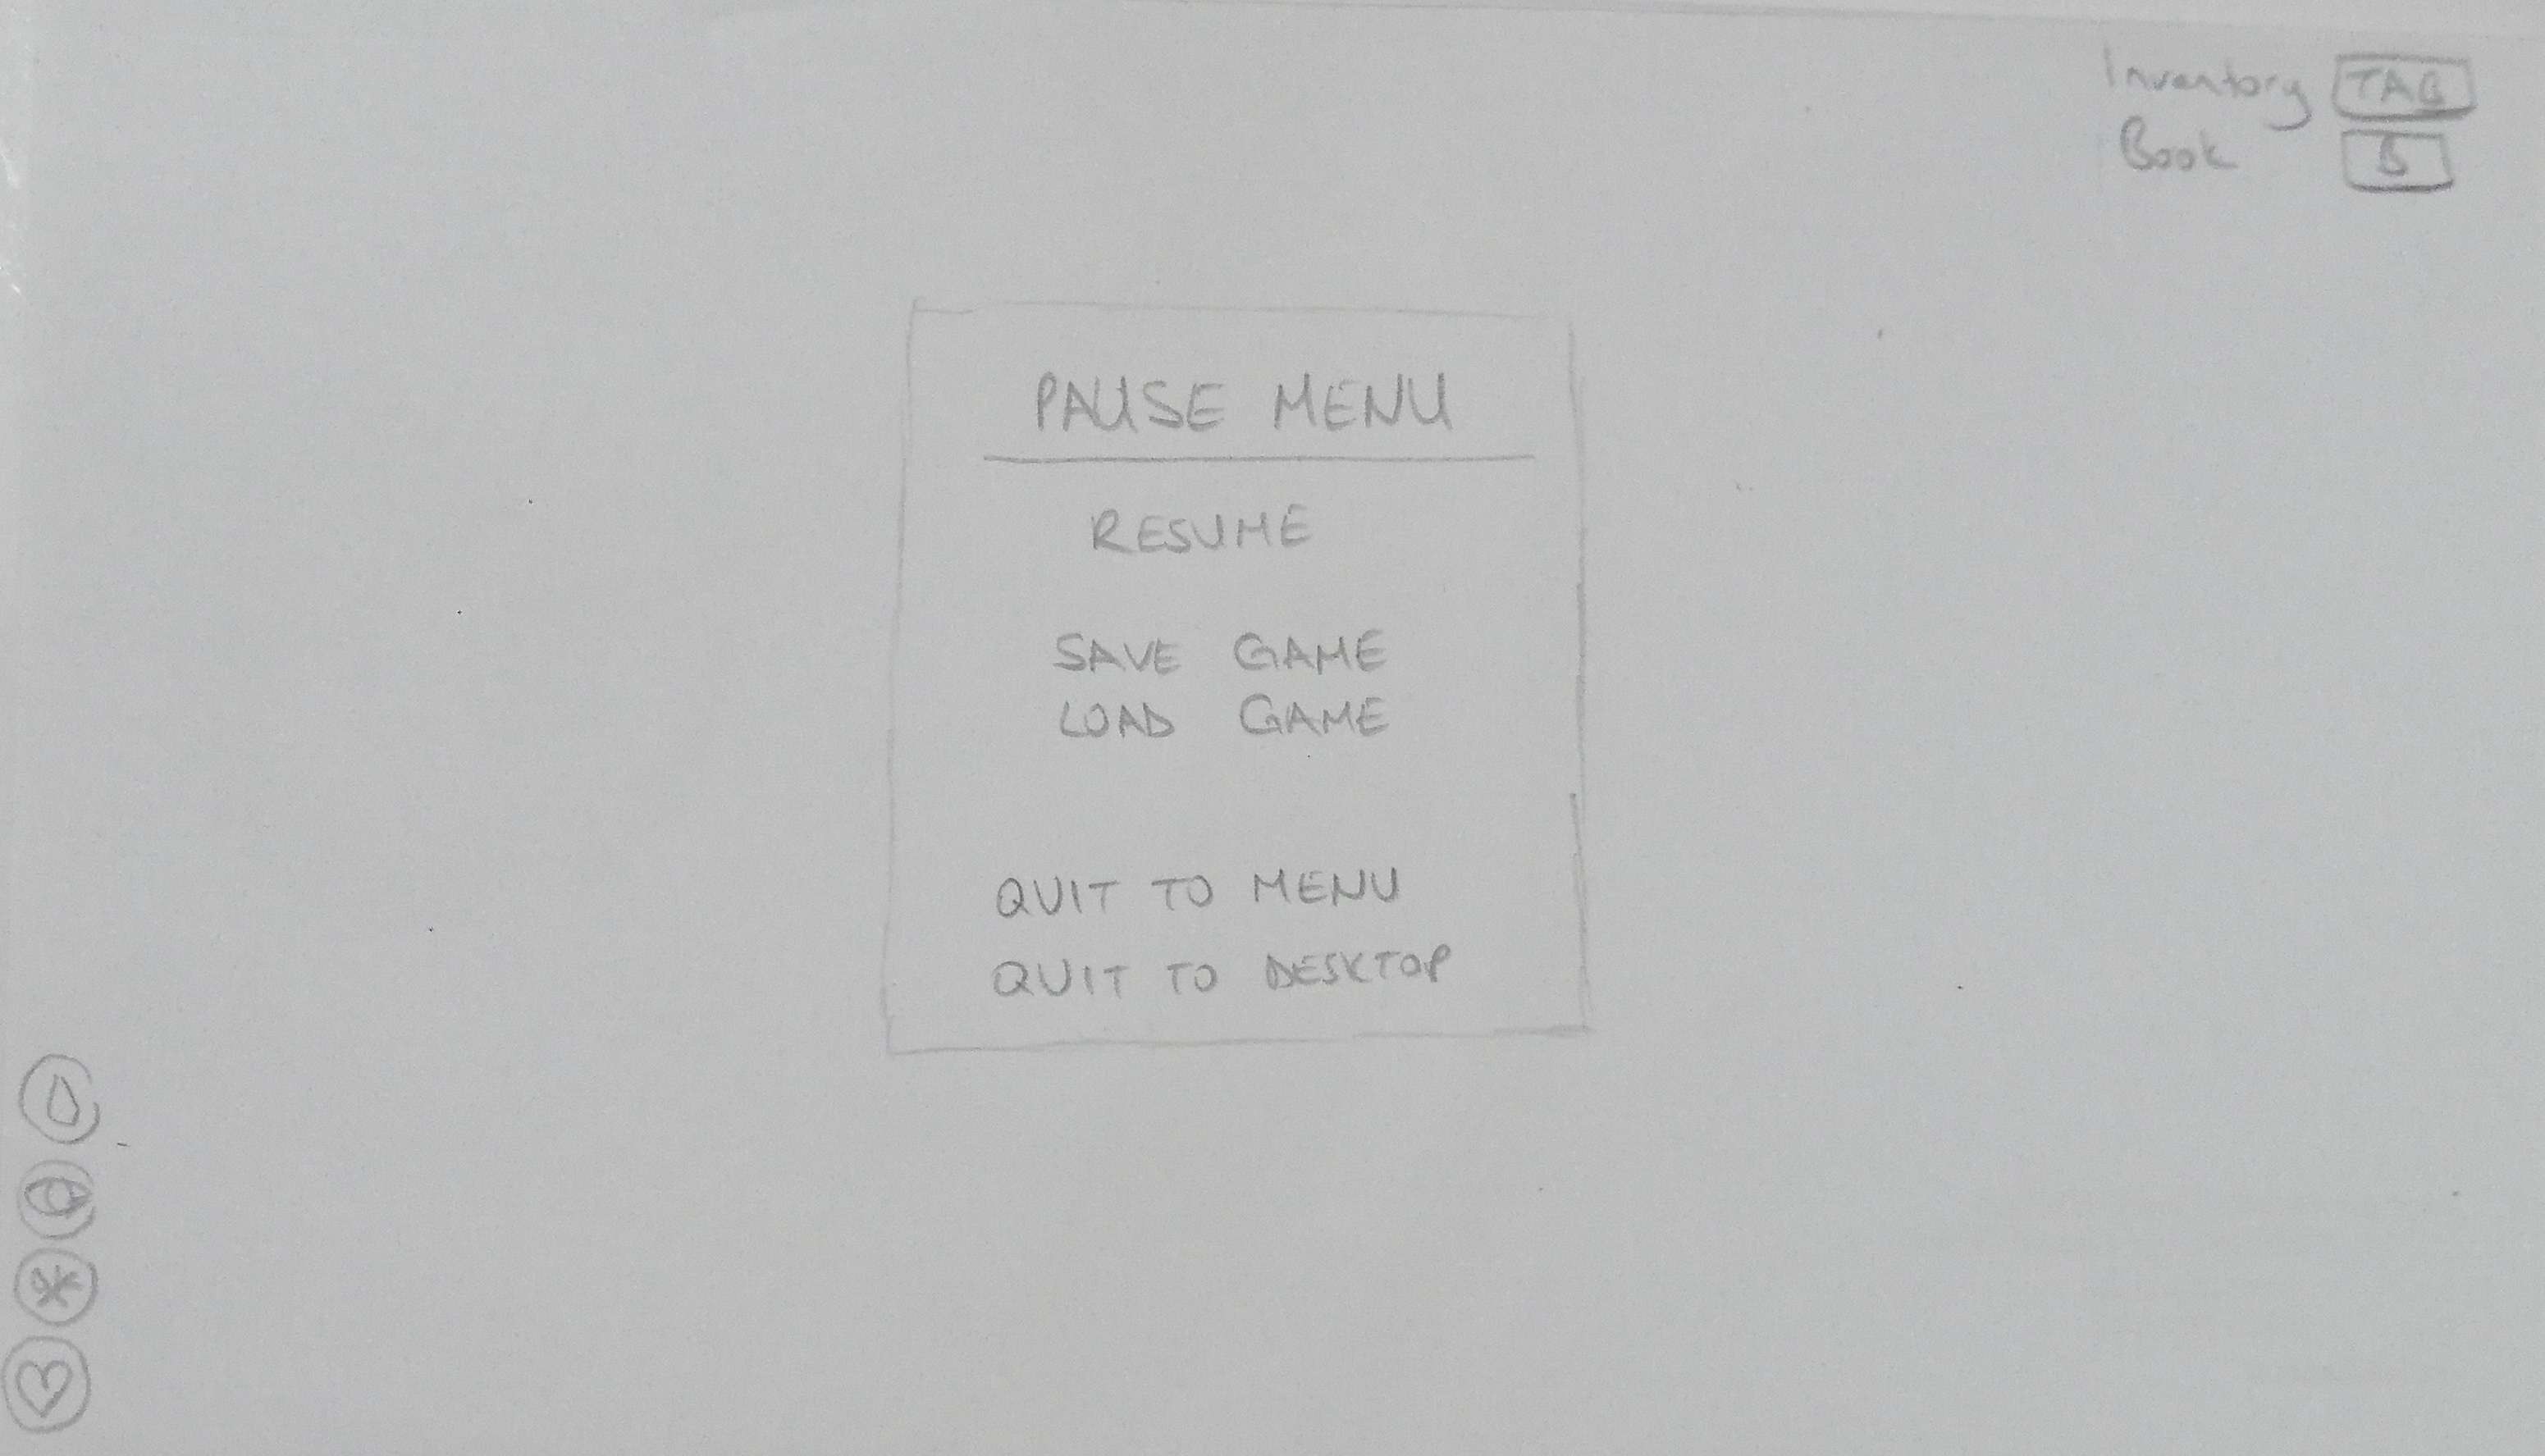 Inventory TAB
Book B
PAUSE MENU
RESUME
SAVE GAME
LOAD GAME
QUIT TO MENU
QUIT TO DESKTOP